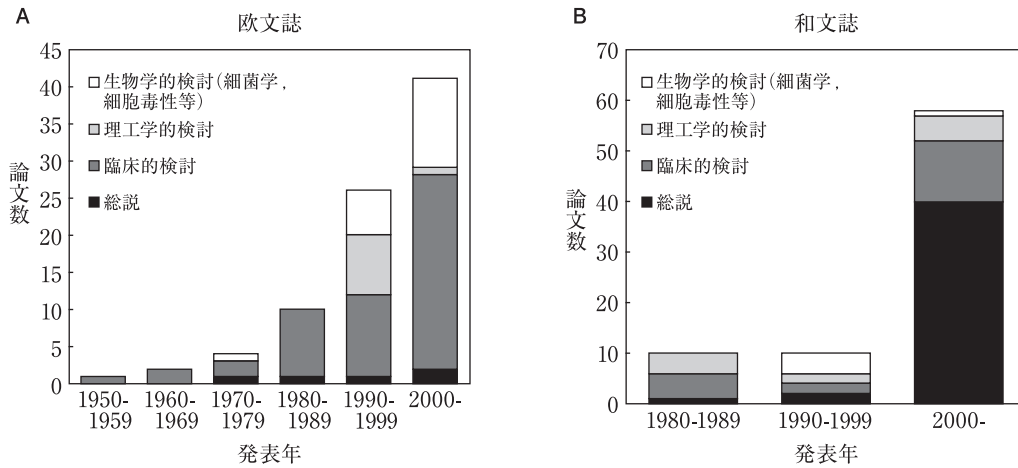 A
欧文誌
45
40
35
30
25
20
15
10
5
0
論文数
生物学的検討（細菌学，
細胞毒性等）
理工学的検討
臨床的検討
総説
1950-
1959
1960-
1969
1970-
1979
1980-
1989
1990-
1999
2000-
発表年
B
和文誌
70
60
50
40
30
20
10
0
論文数
生物学的検討（細菌学，
細胞毒性等）
理工学的検討
臨床的検討
総説
1980-1989
1990-1999
2000-
発表年